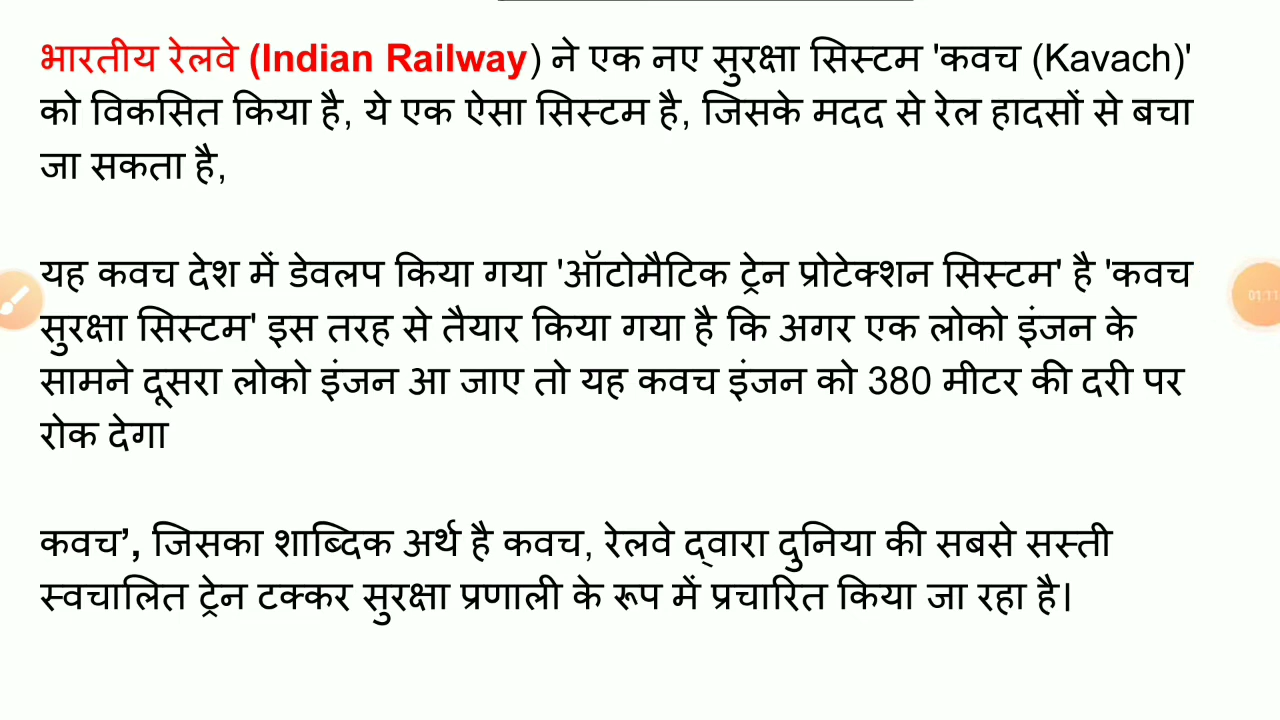 भारतीय रेलवे (Indian Railway) ने एक नए सुरक्षा सिस्टम 'कवच (Kavach)'
को विकसित किया है, ये एक ऐसा सिस्टम है, जिसके मदद से रेल हादसों से बचा
जा सकता है,
यह कवच देश में डेवलप किया गया 'ऑटोमैटिक ट्रेन प्रोटेक्शन सिस्टम' है 'कवच
सुरक्षा सिस्टम' इस तरह से तैयार किया गया है कि अगर एक लोको इंजन के
सामने दूसरा लोको इंजन आ जाए तो यह कवच इंजन को 380 मीटर की दरी पर
रोक देगा
कवच’, जिसका शाब्दिक अर्थ है कवच, रेलवे द्वारा दुनिया की सबसे सस्ती
स्वचालित ट्रेन टक्कर सुरक्षा प्रणाली के रूप में प्रचारित किया जा रहा है।
01:11